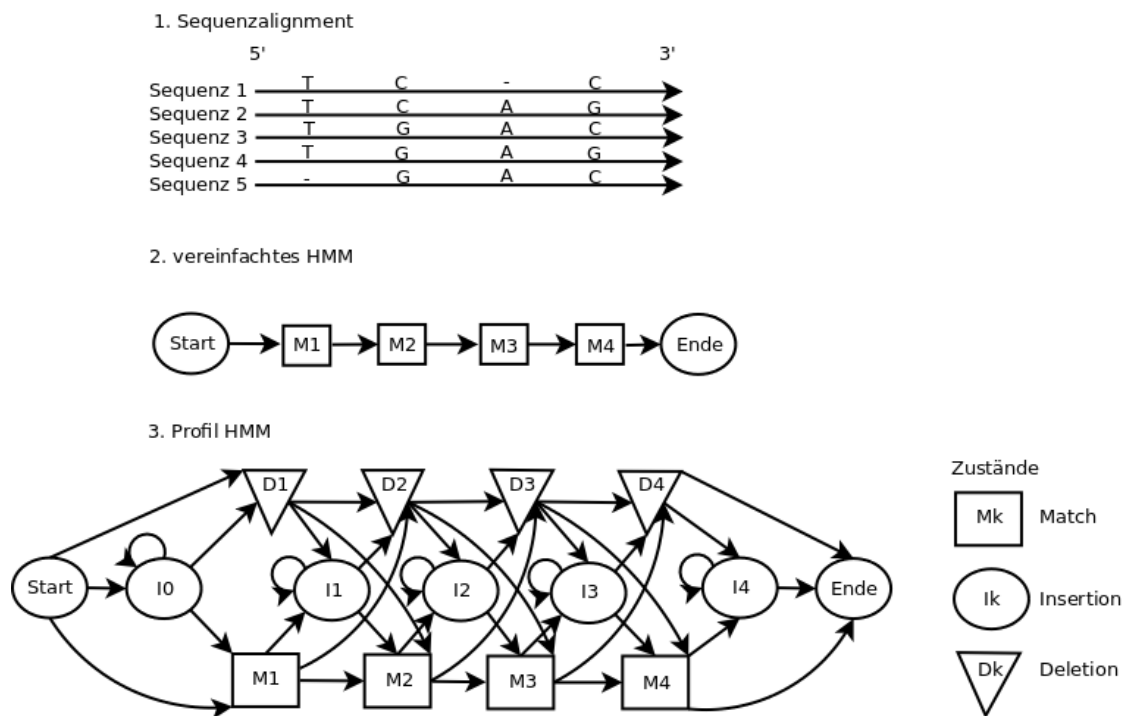 1. Sequenzalignment
5' 3'
Sequenz 1 T C - C
Sequenz 2 T C A G
Sequenz 3 T G A C
Sequenz 4 T G A G
Sequenz 5 - G A C
2. vereinfachtes HMM
Start M1 M2 M3 M4 Ende
3. Profil HMM
D1 D2 D3 D4
Start I0 I1 I2 I3 I4 Ende
M1 M2 M3 M4
Zustände
Mk Match
Ik Insertion
Dk Deletion